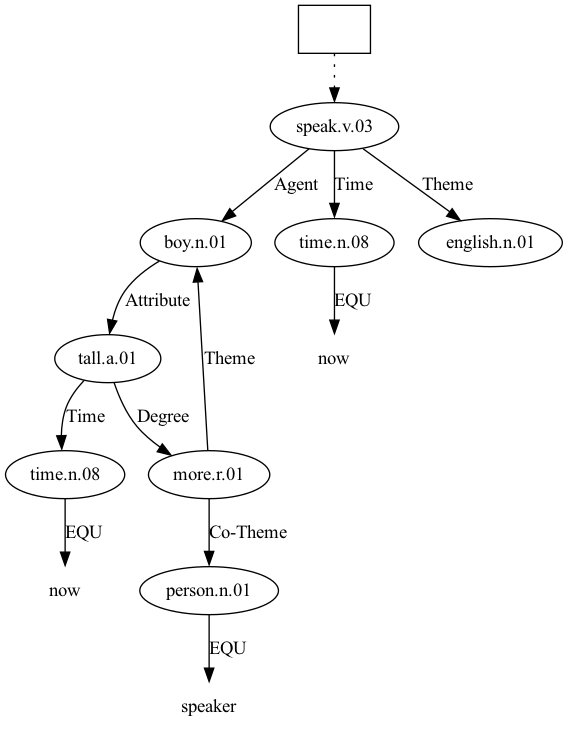 speak.v.03
Agent Time Theme
boy.n.01 time.n.08 english.n.01
Attribute EQU
tall.a.01 Theme now
Time Degree
time.n.08 more.r.01
EQU Co-Theme
now person.n.01
EQU
speaker